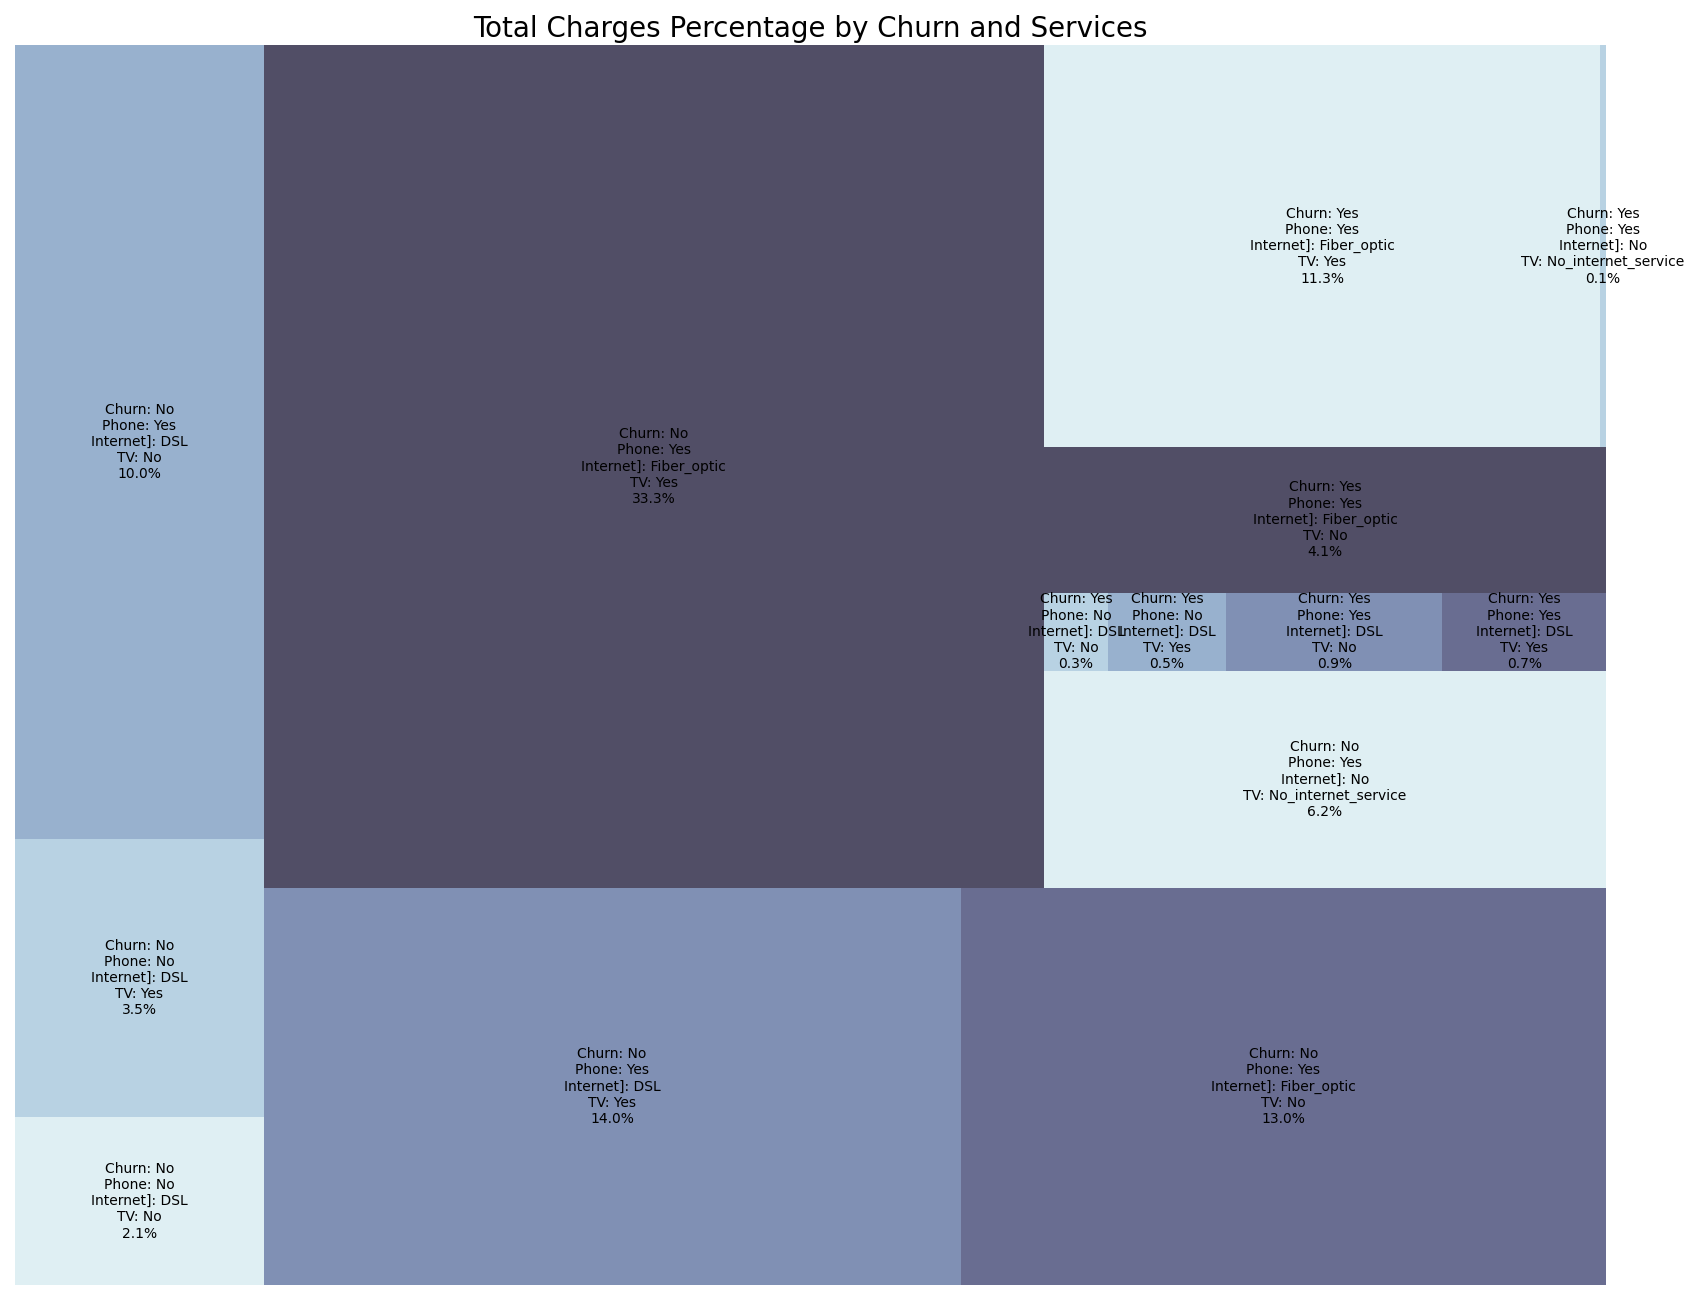 Total Charges Percentage by Churn and Services
Churn: No
Phone: Yes
Internet]: DSL
TV: No
10.0%
Churn: No
Phone: No
Internet]: DSL
TV: Yes
3.5%
Churn: No
Phone: No
Internet]: DSL
TV: No
2.1%
Churn: No
Phone: Yes
Internet]: Fiber_optic
TV: Yes
33.3%
Churn: No
Phone: Yes
Internet]: DSL
TV: Yes
14.0%
Churn: No
Phone: Yes
Internet]: Fiber_optic
TV: No
13.0%
Churn: Yes
Phone: Yes
Internet]: Fiber_optic
TV: Yes
11.3%
Churn: Yes
Phone: Yes
Internet]: No
TV: No_internet_service
0.1%
Churn: Yes
Phone: Yes
Internet]: Fiber_optic
TV: No
4.1%
Churn: Yes
Phone: No
Internet]: DSL
TV: No
0.3%
Churn: Yes
Phone: No
Internet]: DSL
TV: Yes
0.5%
Churn: Yes
Phone: Yes
Internet]: DSL
TV: No
0.9%
Churn: Yes
Phone: Yes
Internet]: DSL
TV: Yes
0.7%
Churn: No
Phone: Yes
Internet]: No
TV: No_internet_service
6.2%